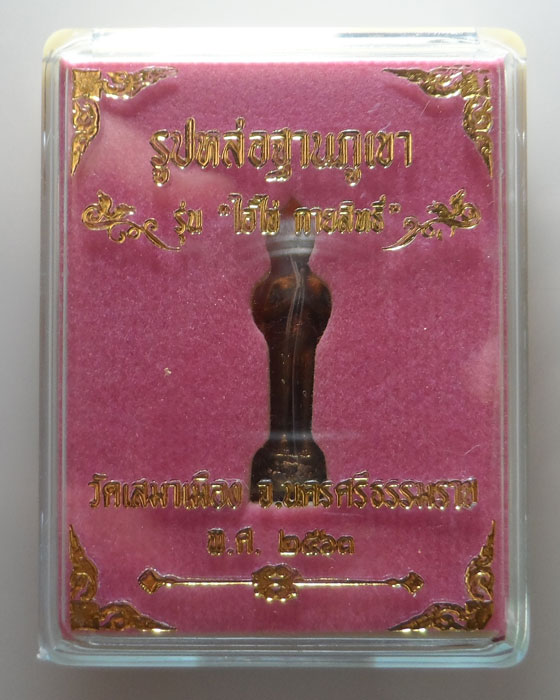 รูปหล่อฐานภูเขา
รุ่น "ไอ้ไข่ กายสิทธิ์"
วัดเสมาเมือง จ.นครศรีธรรมราช
พ.ศ. ๒๕๖๓